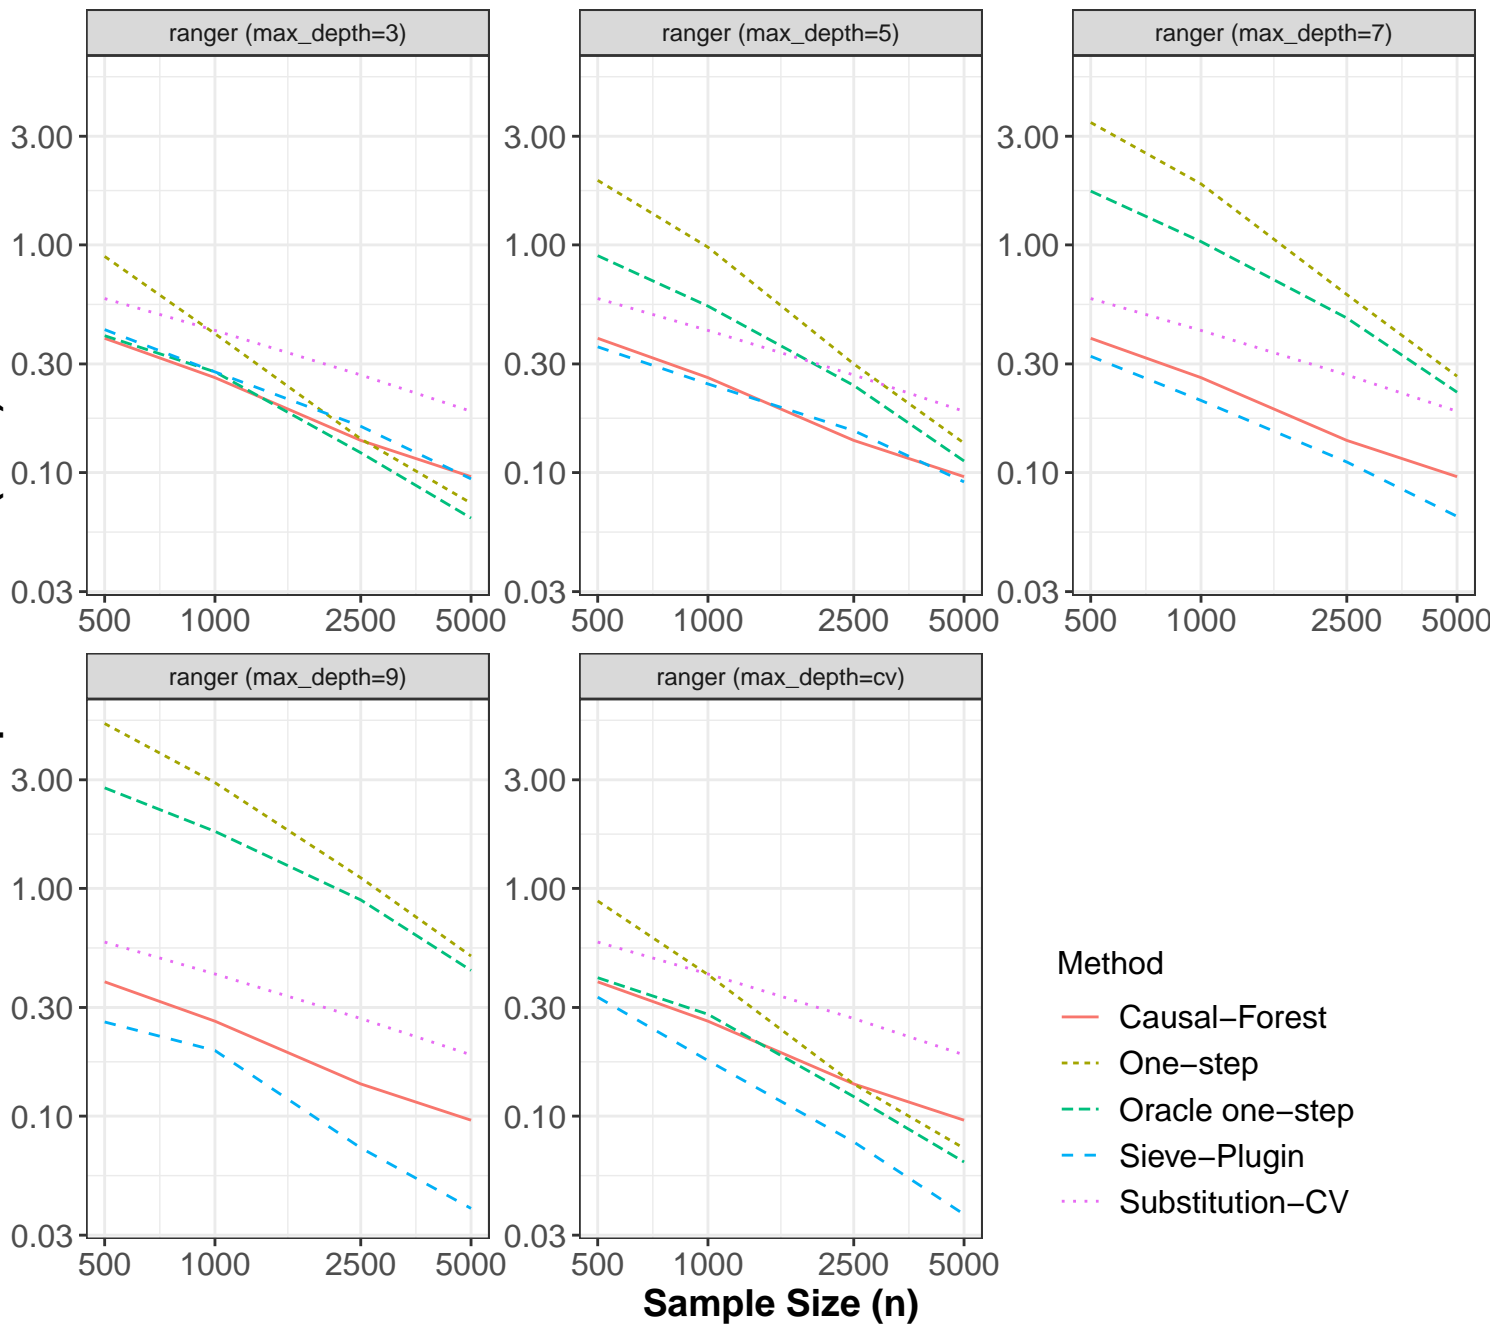 ranger (max_depth=3)
ranger (max_depth=5)
ranger (max_depth=7)
3.00
1.00
0.30
0.10
0.03
3.00
1.00
0.30
0.10
0.03
3.00
1.00
0.30
0.10
0.03
500 1000 2500 5000
500 1000 2500 5000
500 1000 2500 5000
ranger (max_depth=9)
ranger (max_depth=cv)
3.00
1.00
0.30
0.10
0.03
3.00
1.00
0.30
0.10
0.03
500 1000 2500 5000
500 1000 2500 5000
Sample Size (n)
Method
Causal−Forest
One−step
Oracle one−step
Sieve−Plugin
Substitution−CV